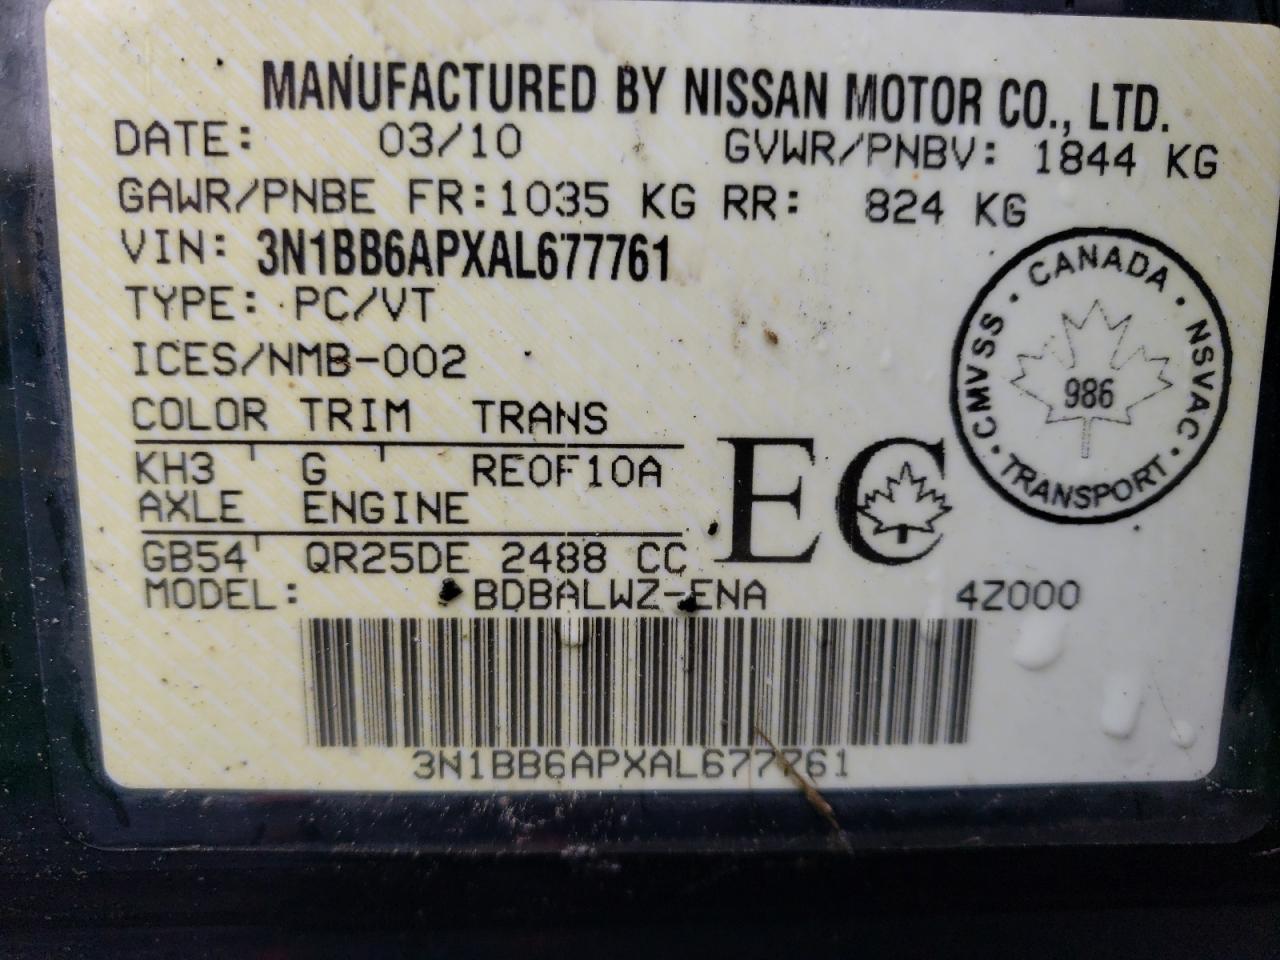 MANUFACTURED BY NISSAN MOTOR CO., LTD.
DATE: 03/10 GVWR/PNBV: 1844 KG
GAWR/PNBE FR:1035 KG RR: 824 KG
VIN: 3N1BB6APXAL677761
TYPE: PC/VT
ICES/NMB-002
COLOR TRIM TRANS
KH3 G RE0F10A
AXLE ENGINE
GB54 QR25DE 2488 CC
MODEL: BDBALWZ-ENA 4Z000
3N1BB6APXAL677761
EC
CANADA · NSVAC · TRANSPORT · CMVSS ·
986